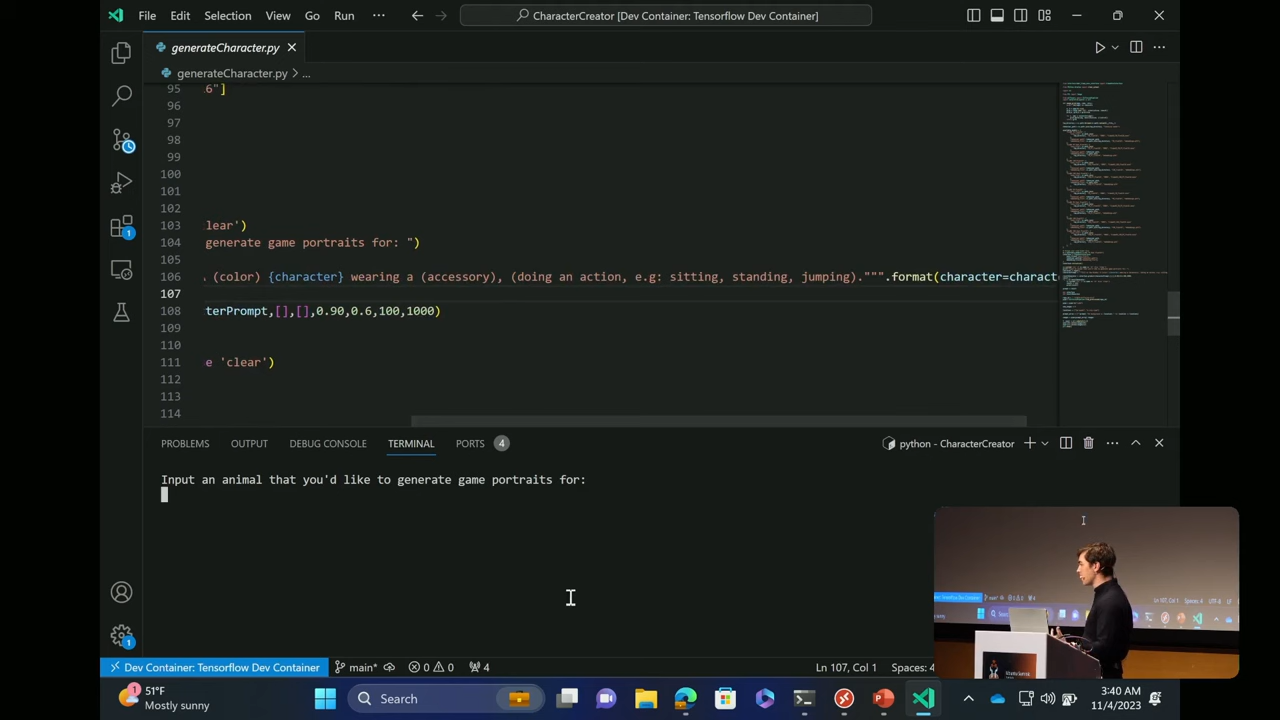 File Edit Selection View Go Run ··· CharacterCreator [Dev Container: Tensorflow Dev Container]
generateCharacter.py
generateCharacter.py > ...
95 .6"]
96
97
98
99
100
101
102
103 lear')
104 generate game portraits for: ")
105
106 (color) {character} wearing a (accessory), (doing an action, e.g: sitting, standing, jumping).""".format(character=charact
107
108 terPrompt,[],[],0.90,
109
110
111 e 'clear')
112
113
114
PROBLEMS OUTPUT DEBUG CONSOLE TERMINAL PORTS 4 python - CharacterCreator
Input an animal that you'd like to generate game portraits for:
Dev Container: Tensorflow Dev Container main* 0 0 4 Ln 107, Col 1 Spaces: 4
1 51°F
Mostly sunny
Search
3:40 AM
11/4/2023